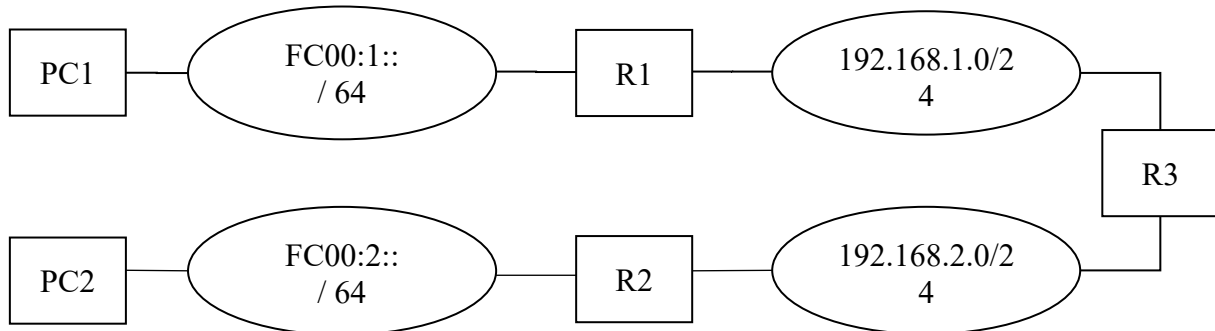 PC1
FC00:1::
/ 64
R1
192.168.1.0/2
4
R3
PC2
FC00:2::
/ 64
R2
192.168.2.0/2
4